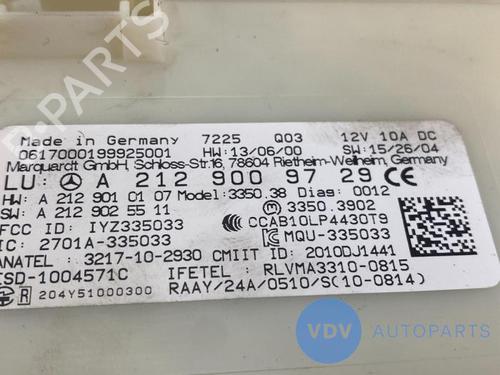 Made in Germany 7225 Q03 12V 10A DC
0617000199925001 HW:13/06/00 SW:15/26/04
Marquardt GmbH, Schloss-Str.16, 78604 Rietheim-Weilheim, Germany
LU: A 212 900 97 29 CE
HW: A 212 901 01 07 Model:3350.38 Diag: 0012
SW: A 212 902 55 11 3350.3902
FCC ID: IYZ335033 CCAB10LP4430T9
IC: 2701A-335033 MQU-335033
ANATEL: 3217-10-2930 CMIIT ID: 2010DJ1441
ESD-1004571C IFETEL: RLVMA3310-0815
R 204Y51000300 RAAY/24A/0510/S(10-0814)
VDV AUTOPARTS